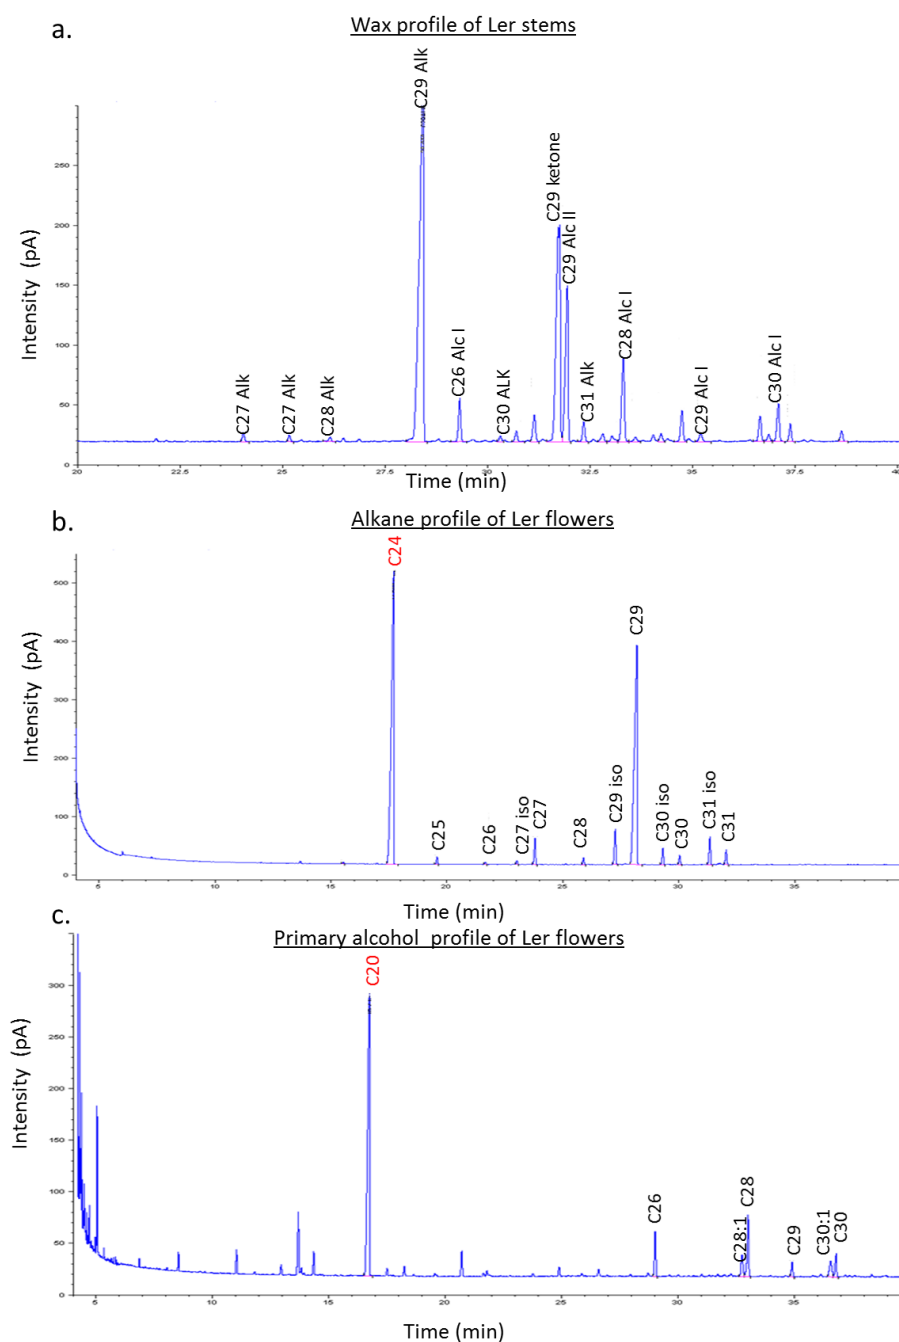 a.
Wax profile of Ler stems
Intensity (pA)
250
200
150
100
50
0
C27 Alk
C27 Alk
C28 Alk
C29 Alk
C26 Alc I
C30 ALK
C29 ketone
C29 Alc II
C31 Alk
C28 Alc I
C29 Alc I
C30 Alc I
20
22.5
25
27.5
30
32.5
35
37.5
40
Time (min)
b.
Alkane profile of Ler flowers
Intensity (pA)
500
400
300
200
100
0
C24
C25
C26
C27 iso
C27
C28
C29 iso
C29
C30 iso
C30
C31 iso
C31
5
10
15
20
25
30
35
Time (min)
c.
Primary alcohol profile of Ler flowers
Intensity (pA)
300
250
200
150
100
50
0
C20
C26
C28:1
C28
C29
C30:1
C30
5
10
15
20
25
30
35
Time (min)